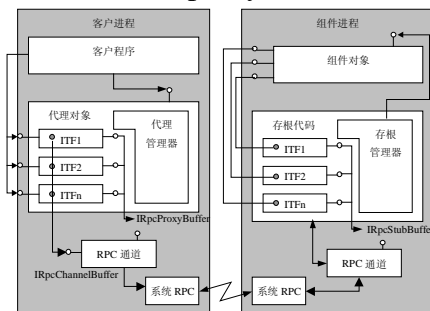 客户进程
客户程序
代理对象
代理
管理器
ITF1
ITF2
ITFn
IRpcProxyBuffer
RPC 通道
IRpcChannelBuffer
系统 RPC
组件进程
组件对象
存根代码
存根
管理器
ITF1
ITF2
ITFn
IRpcStubBuffe
RPC 通道
系统 RPC